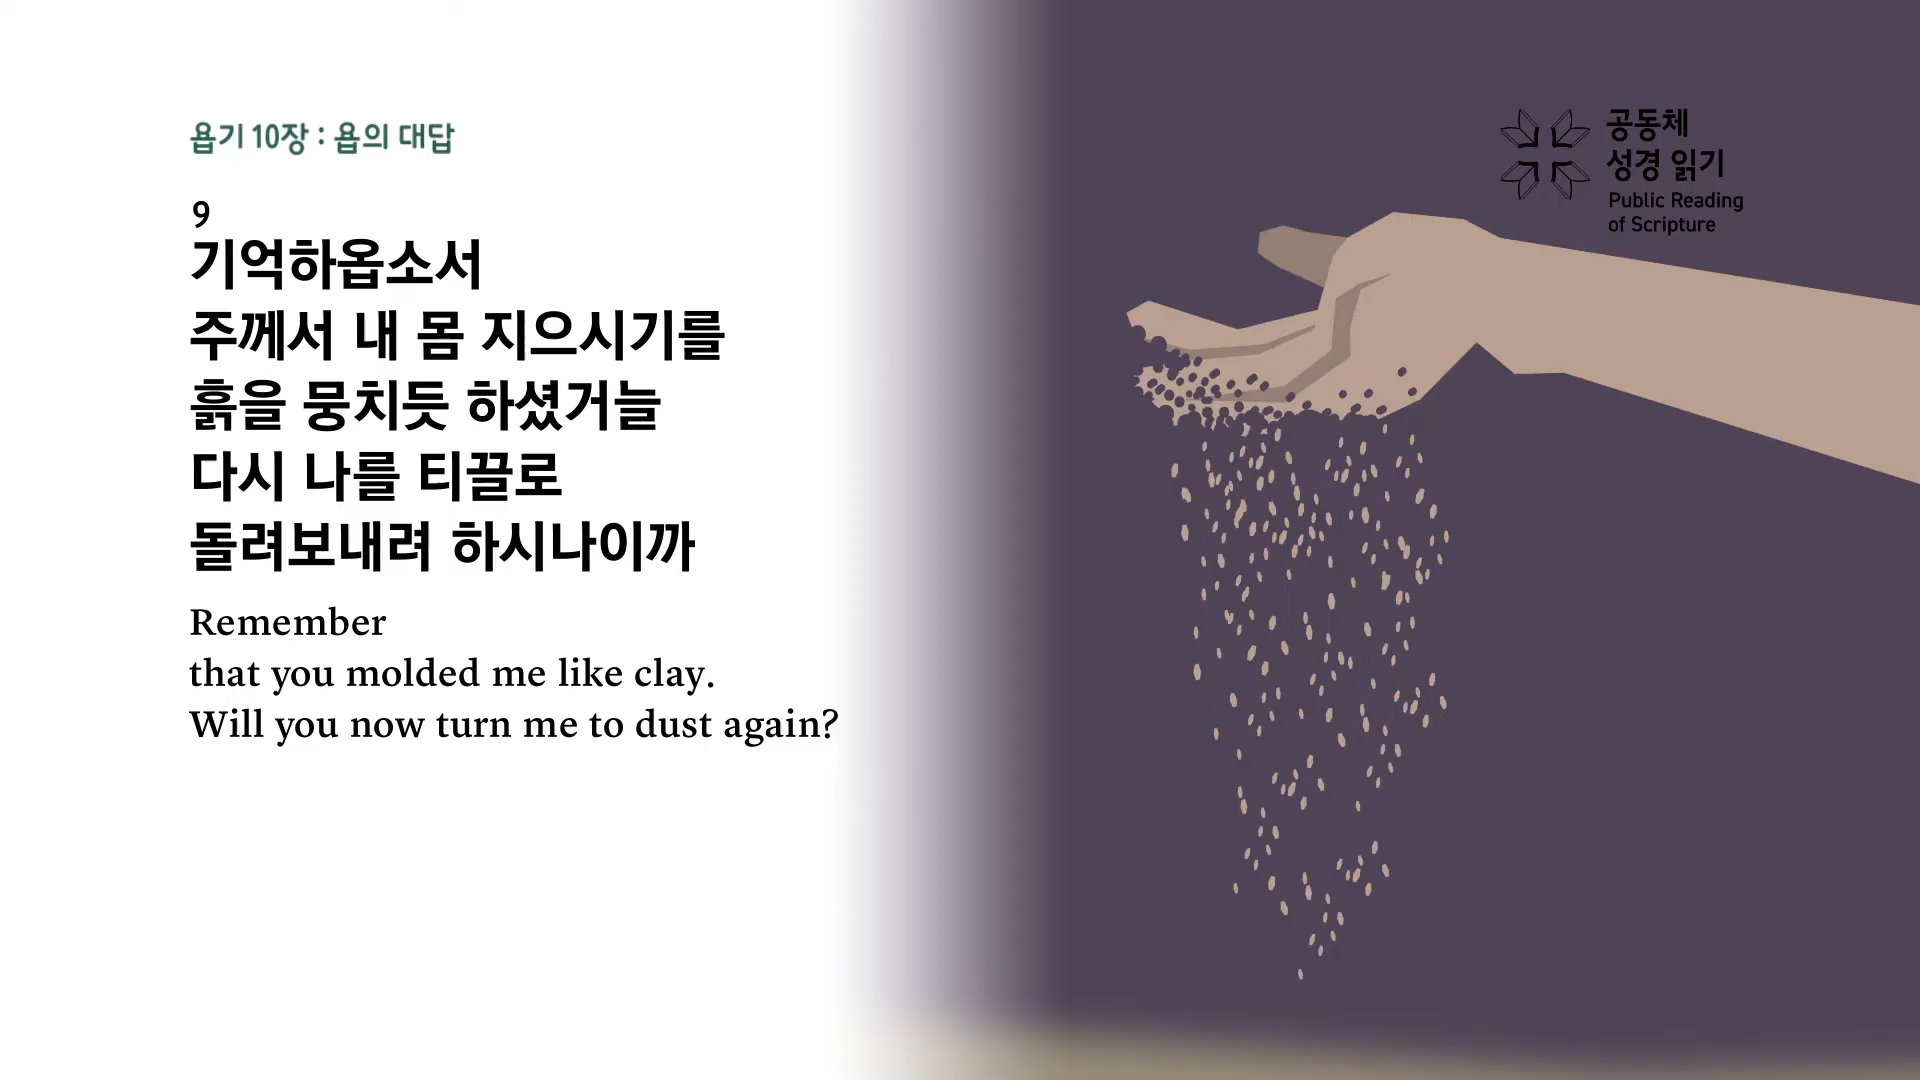 욥기 10장 : 욥의 대답
9
기억하옵소서
주께서 내 몸 지으시기를
흙을 뭉치듯 하셨거늘
다시 나를 티끌로
돌려보내려 하시나이까
Remember
that you molded me like clay.
Will you now turn me to dust again?
공동체
성경 읽기
Public Reading
of Scripture